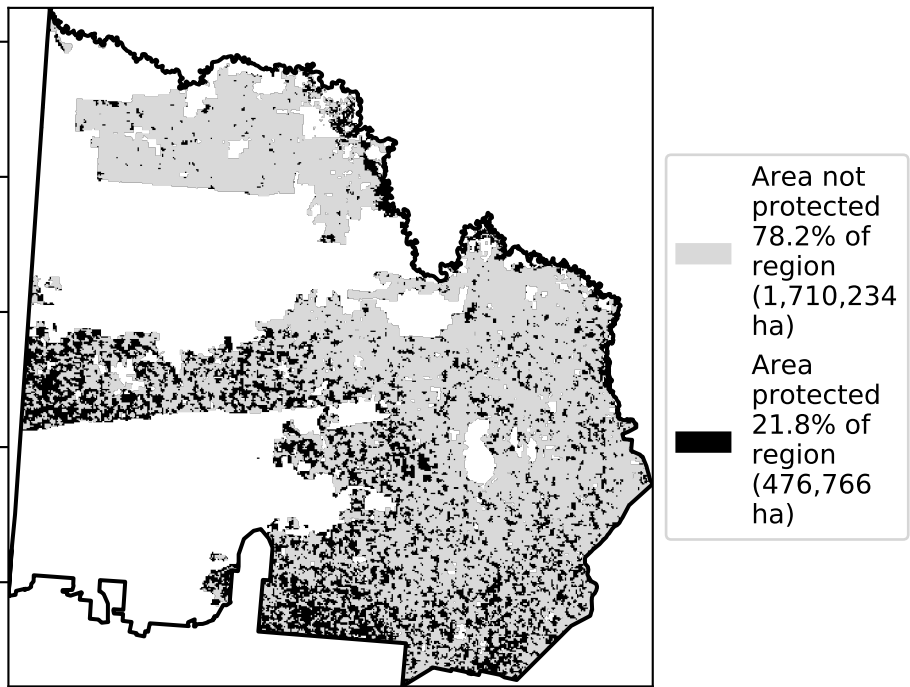 Area not
protected
78.2% of
region
(1,710,234
ha)
Area
protected
21.8% of
region
(476,766
ha)